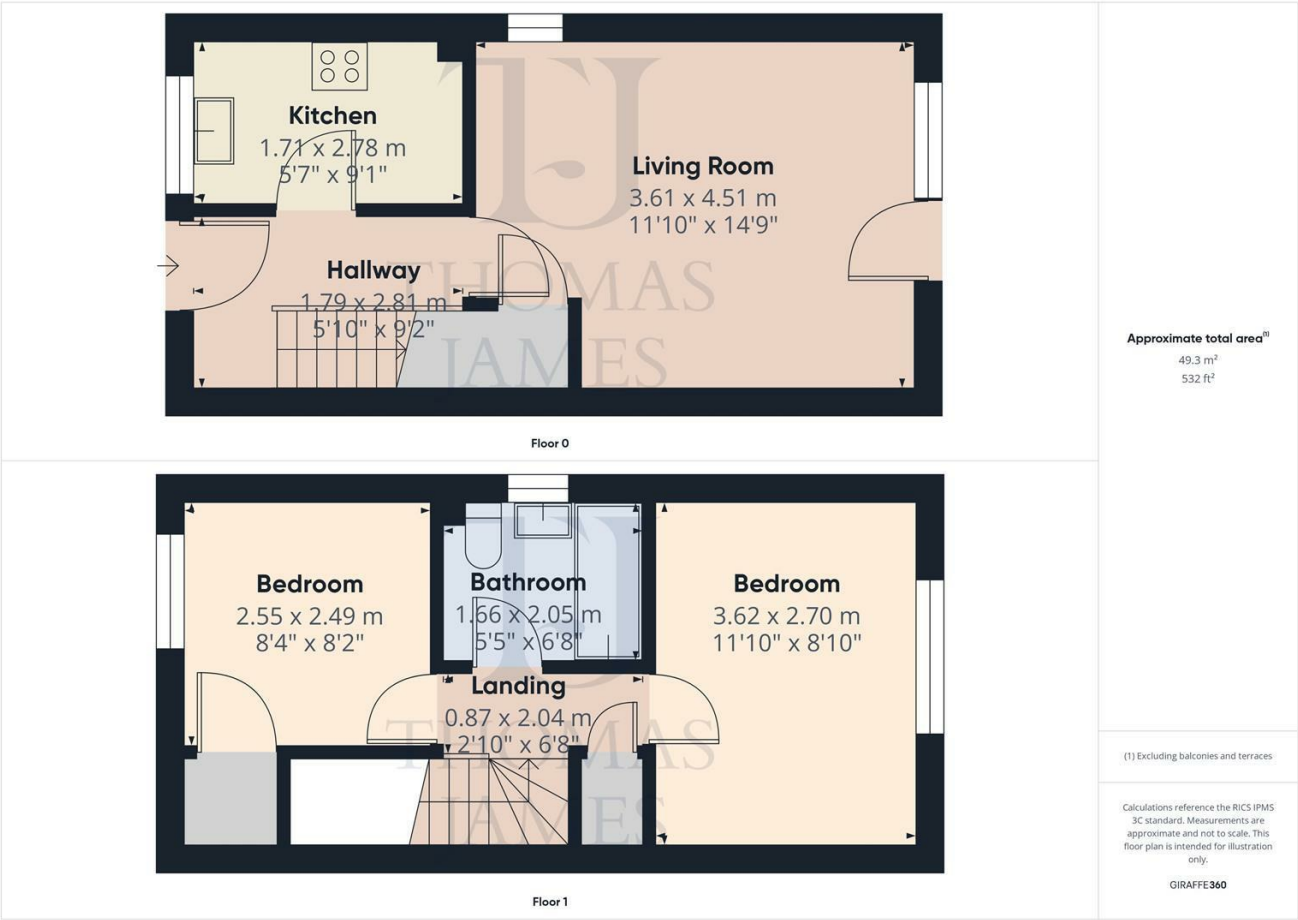 Kitchen
1.71 x 2.78 m
5'7" x 9'1"
Living Room
3.61 x 4.51 m
11'10" x 14'9"
Hallway
1.79 x 2.81 m
5'10" x 9'2"
TJ
THOMAS
JAMES
Floor 0
Bedroom
2.55 x 2.49 m
8'4" x 8'2"
Bathroom
1.66 x 2.05 m
5'5" x 6'8"
Bedroom
3.62 x 2.70 m
11'10" x 8'10"
Landing
0.87 x 2.04 m
2'10" x 6'8"
TJ
THOMAS
JAMES
Floor 1
Approximate total area⁽¹⁾
49.3 m²
532 ft²
(1) Excluding balconies and terraces
Calculations reference the RICS IPMS
3C standard. Measurements are
approximate and not to scale. This
floor plan is intended for illustration
only.
GIRAFFE360